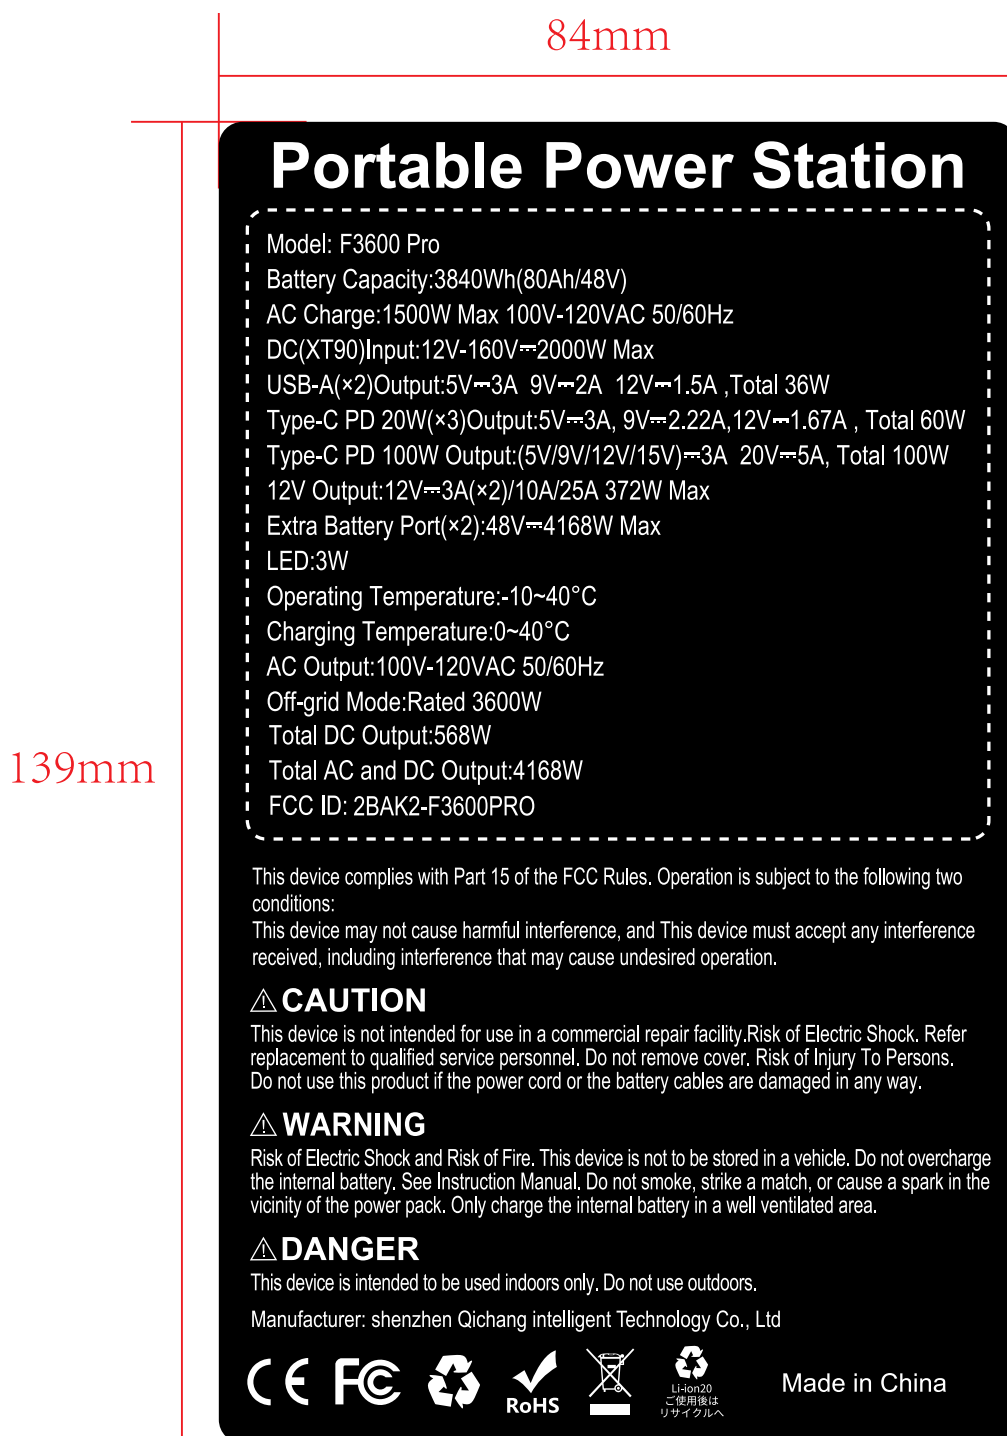 84mm
139mm
Portable Power Station
Model: F3600 Pro
Battery Capacity:3840Wh(80Ah/48V)
AC Charge:1500W Max 100V-120VAC 50/60Hz
DC(XT90)Input:12V-160V⎓2000W Max
USB-A(×2)Output:5V⎓3A 9V⎓2A 12V⎓1.5A ,Total 36W
Type-C PD 20W(×3)Output:5V⎓3A, 9V⎓2.22A,12V⎓1.67A , Total 60W
Type-C PD 100W Output:(5V/9V/12V/15V)⎓3A 20V⎓5A, Total 100W
12V Output:12V⎓3A(×2)/10A/25A 372W Max
Extra Battery Port(×2):48V⎓4168W Max
LED:3W
Operating Temperature:-10~40°C
Charging Temperature:0~40°C
AC Output:100V-120VAC 50/60Hz
Off-grid Mode:Rated 3600W
Total DC Output:568W
Total AC and DC Output:4168W
FCC ID: 2BAK2-F3600PRO
This device complies with Part 15 of the FCC Rules. Operation is subject to the following two
conditions:
This device may not cause harmful interference, and This device must accept any interference
received, including interference that may cause undesired operation.
⚠ CAUTION
This device is not intended for use in a commercial repair facility.Risk of Electric Shock. Refer
replacement to qualified service personnel. Do not remove cover. Risk of Injury To Persons.
Do not use this product if the power cord or the battery cables are damaged in any way.
⚠ WARNING
Risk of Electric Shock and Risk of Fire. This device is not to be stored in a vehicle. Do not overcharge
the internal battery. See Instruction Manual. Do not smoke, strike a match, or cause a spark in the
vicinity of the power pack. Only charge the internal battery in a well ventilated area.
⚠ DANGER
This device is intended to be used indoors only. Do not use outdoors.
Manufacturer: shenzhen Qichang intelligent Technology Co., Ltd
CE FC RoHS
Li-ion20
ご使用後は
リサイクルへ
Made in China